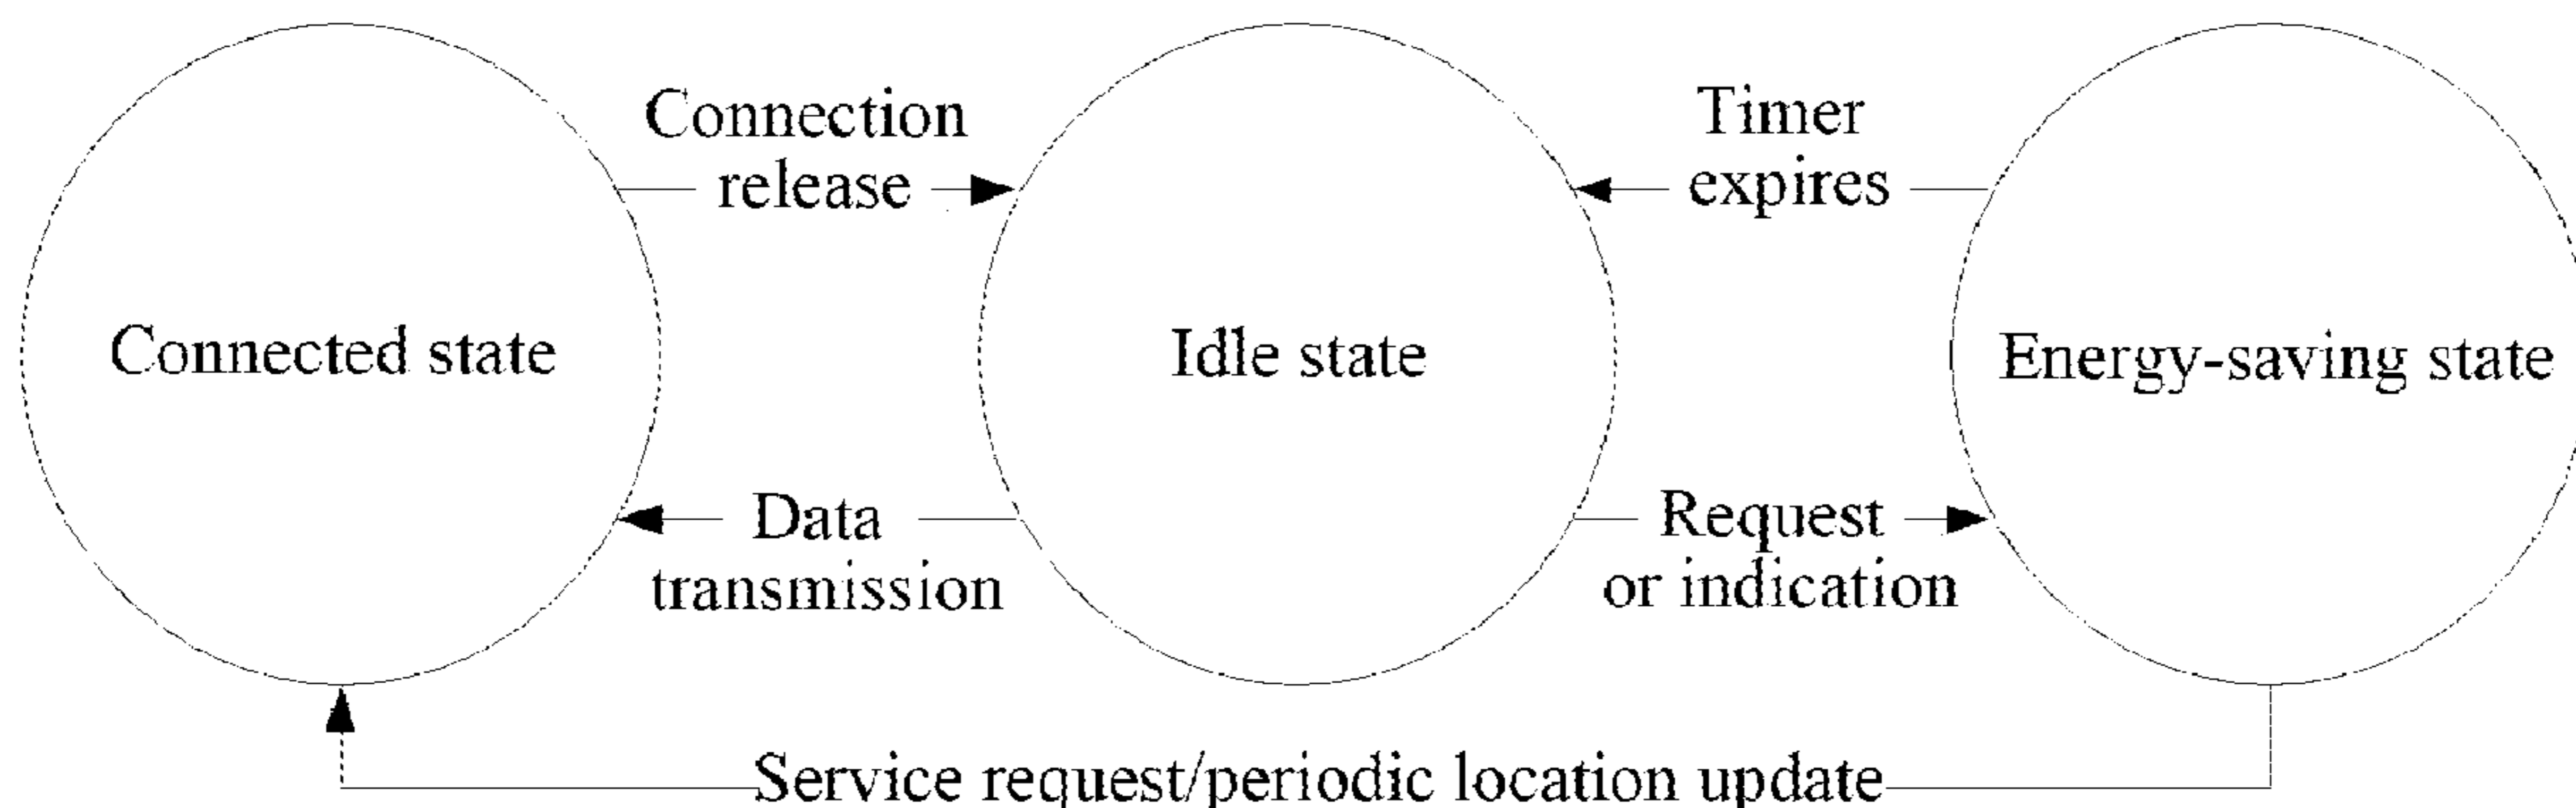 Connection
release
Timer
expires
Connected state
Idle state
Energy-saving state
Data
transmission
Request
or indication
Service request/periodic location update